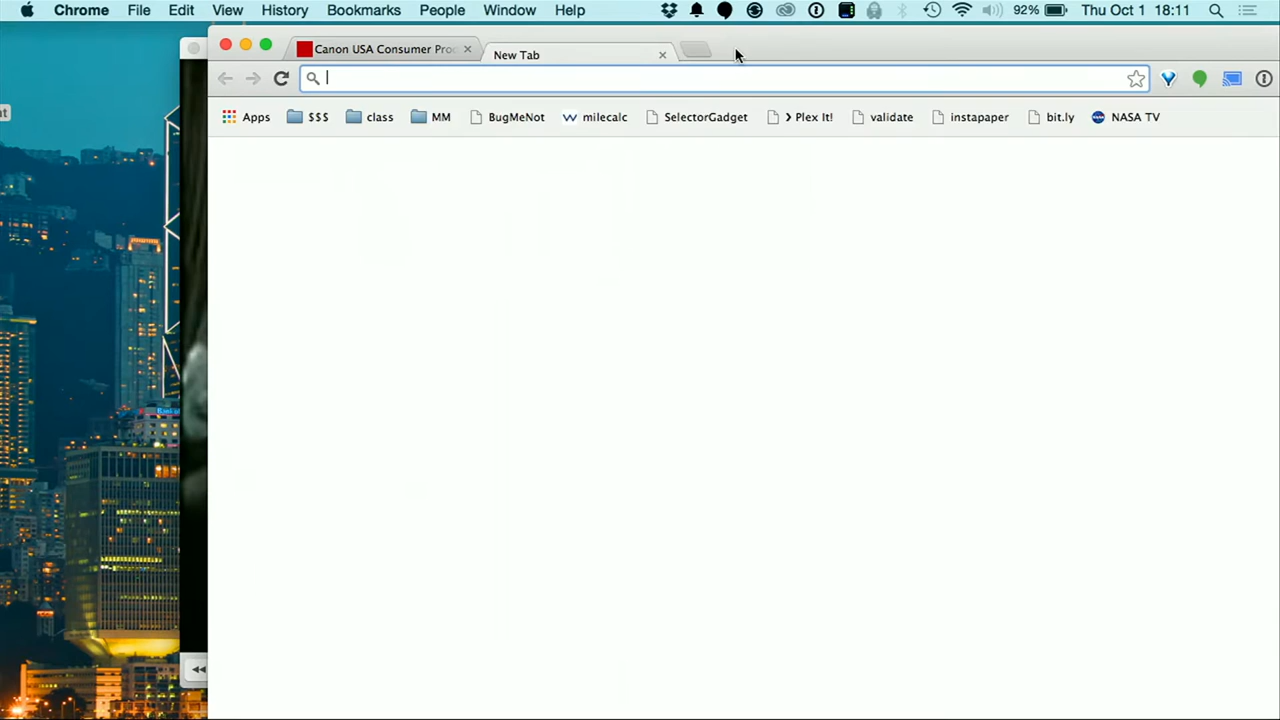 Chrome File Edit View History Bookmarks People Window Help 92% Thu Oct 1 18:11
Canon USA Consumer Pro
New Tab
Apps $$$ class MM BugMeNot milecalc SelectorGadget › Plex It! validate instapaper bit.ly NASA TV
nt